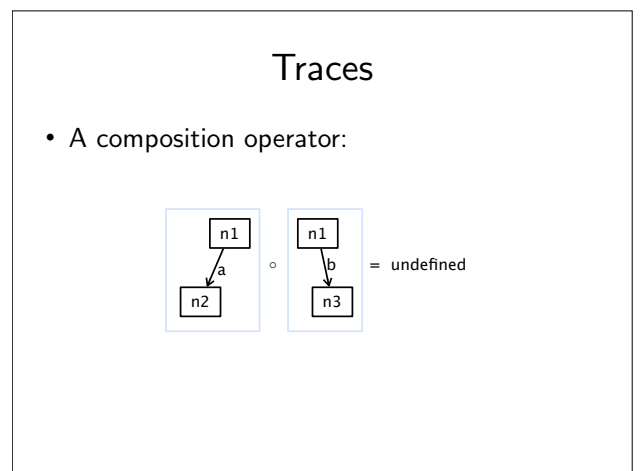 Traces
• A composition operator:
n1 n1
a ∘ b = undefined
n2 n3